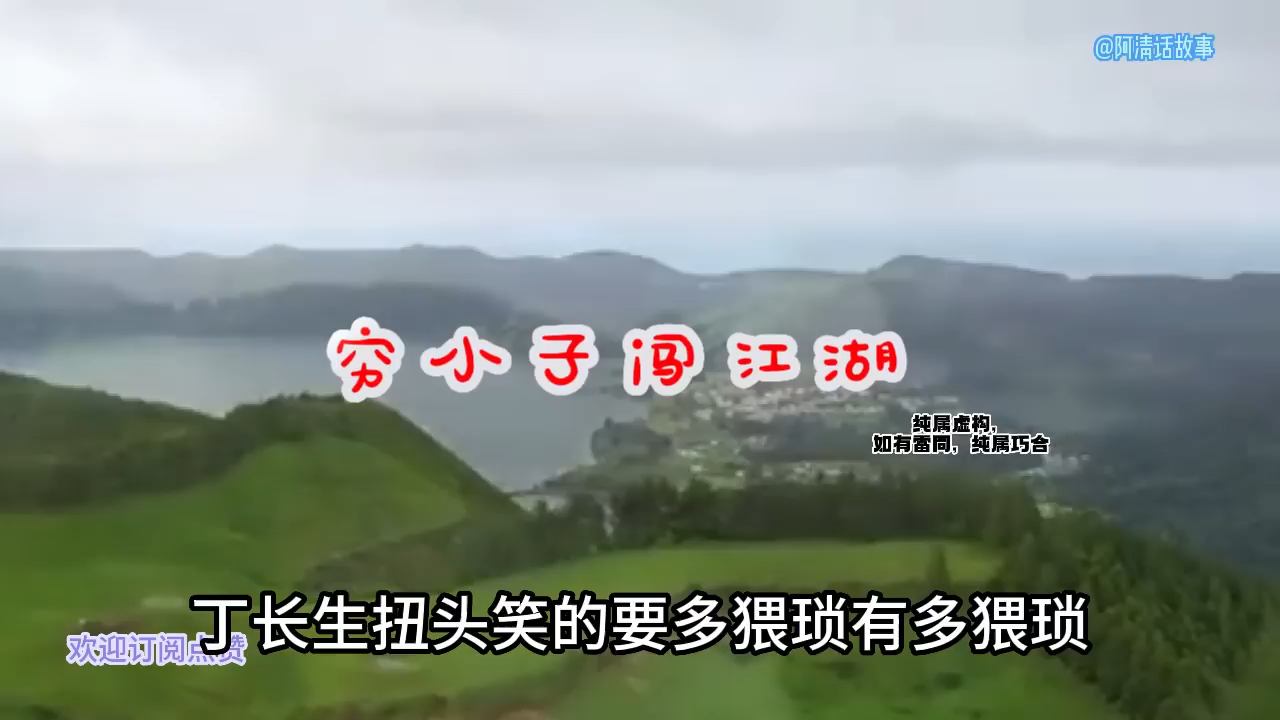 @阿清话故事
穷小子闯江湖
纯属虚构,
如有雷同，纯属巧合
丁长生扭头笑的要多猥琐有多猥琐
欢迎订阅点赞